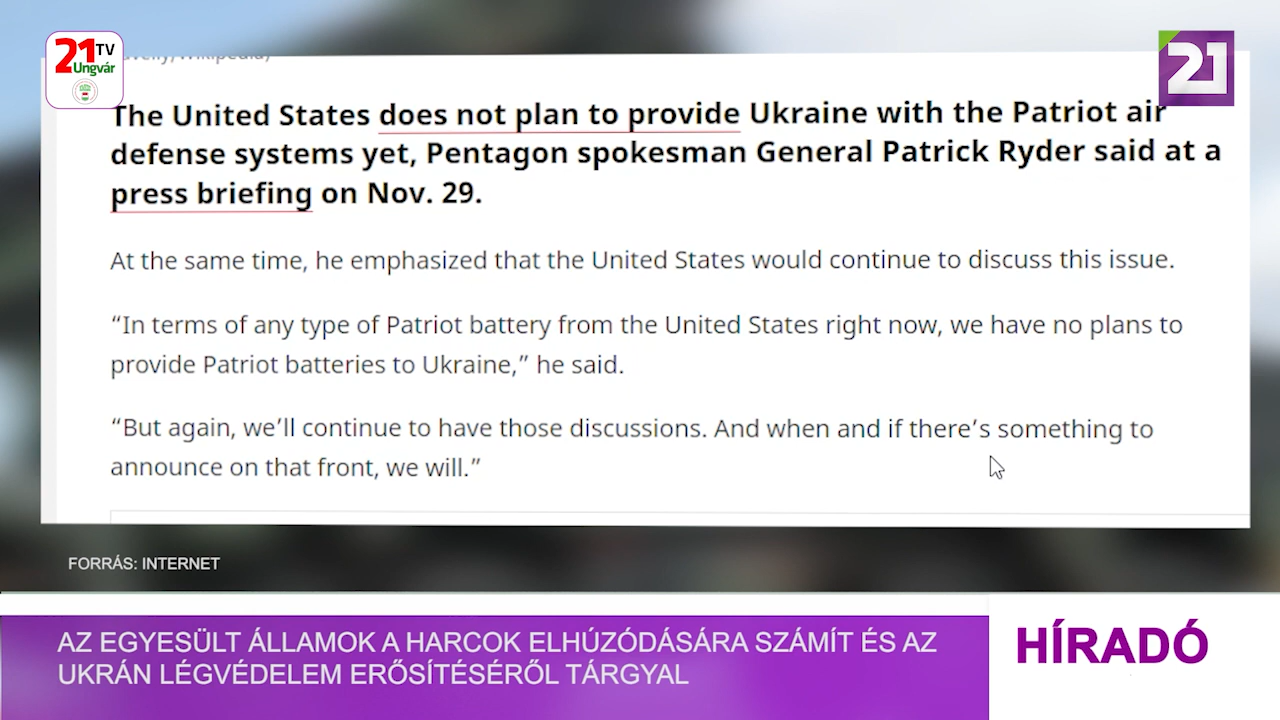 21 TV
Ungvár
21
Wikipedia,
The United States does not plan to provide Ukraine with the Patriot air
defense systems yet, Pentagon spokesman General Patrick Ryder said at a
press briefing on Nov. 29.
At the same time, he emphasized that the United States would continue to discuss this issue.
“In terms of any type of Patriot battery from the United States right now, we have no plans to
provide Patriot batteries to Ukraine,” he said.
“But again, we’ll continue to have those discussions. And when and if there’s something to
announce on that front, we will.”
FORRÁS: INTERNET
AZ EGYESÜLT ÁLLAMOK A HARCOK ELHÚZÓDÁSÁRA SZÁMÍT ÉS AZ
UKRÁN LÉGVÉDELEM ERŐSÍTÉSÉRŐL TÁRGYAL
HÍRADÓ